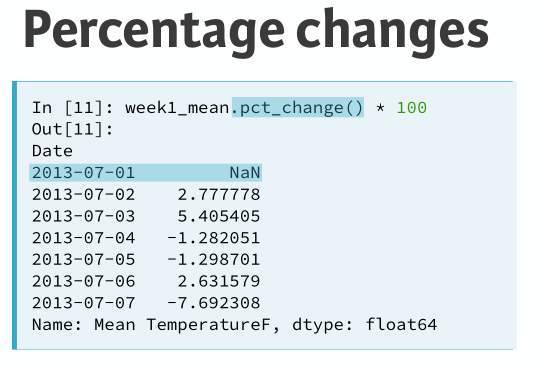 Percentage changes
In [11]: week1_mean.pct_change() * 100
Out[11]:
Date
2013-07-01         NaN
2013-07-02    2.777778
2013-07-03    5.405405
2013-07-04   -1.282051
2013-07-05   -1.298701
2013-07-06    2.631579
2013-07-07   -7.692308
Name: Mean TemperatureF, dtype: float64